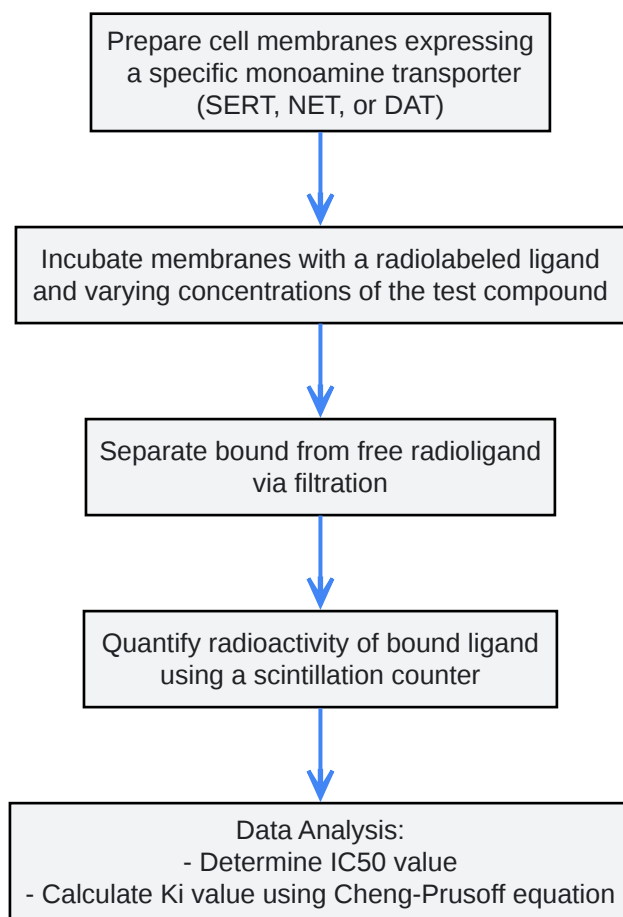 Prepare cell membranes expressing
a specific monoamine transporter
(SERT, NET, or DAT)
Incubate membranes with a radiolabeled ligand
and varying concentrations of the test compound
Separate bound from free radioligand
via filtration
Quantify radioactivity of bound ligand
using a scintillation counter
Data Analysis:
- Determine IC50 value
- Calculate Ki value using Cheng-Prusoff equation